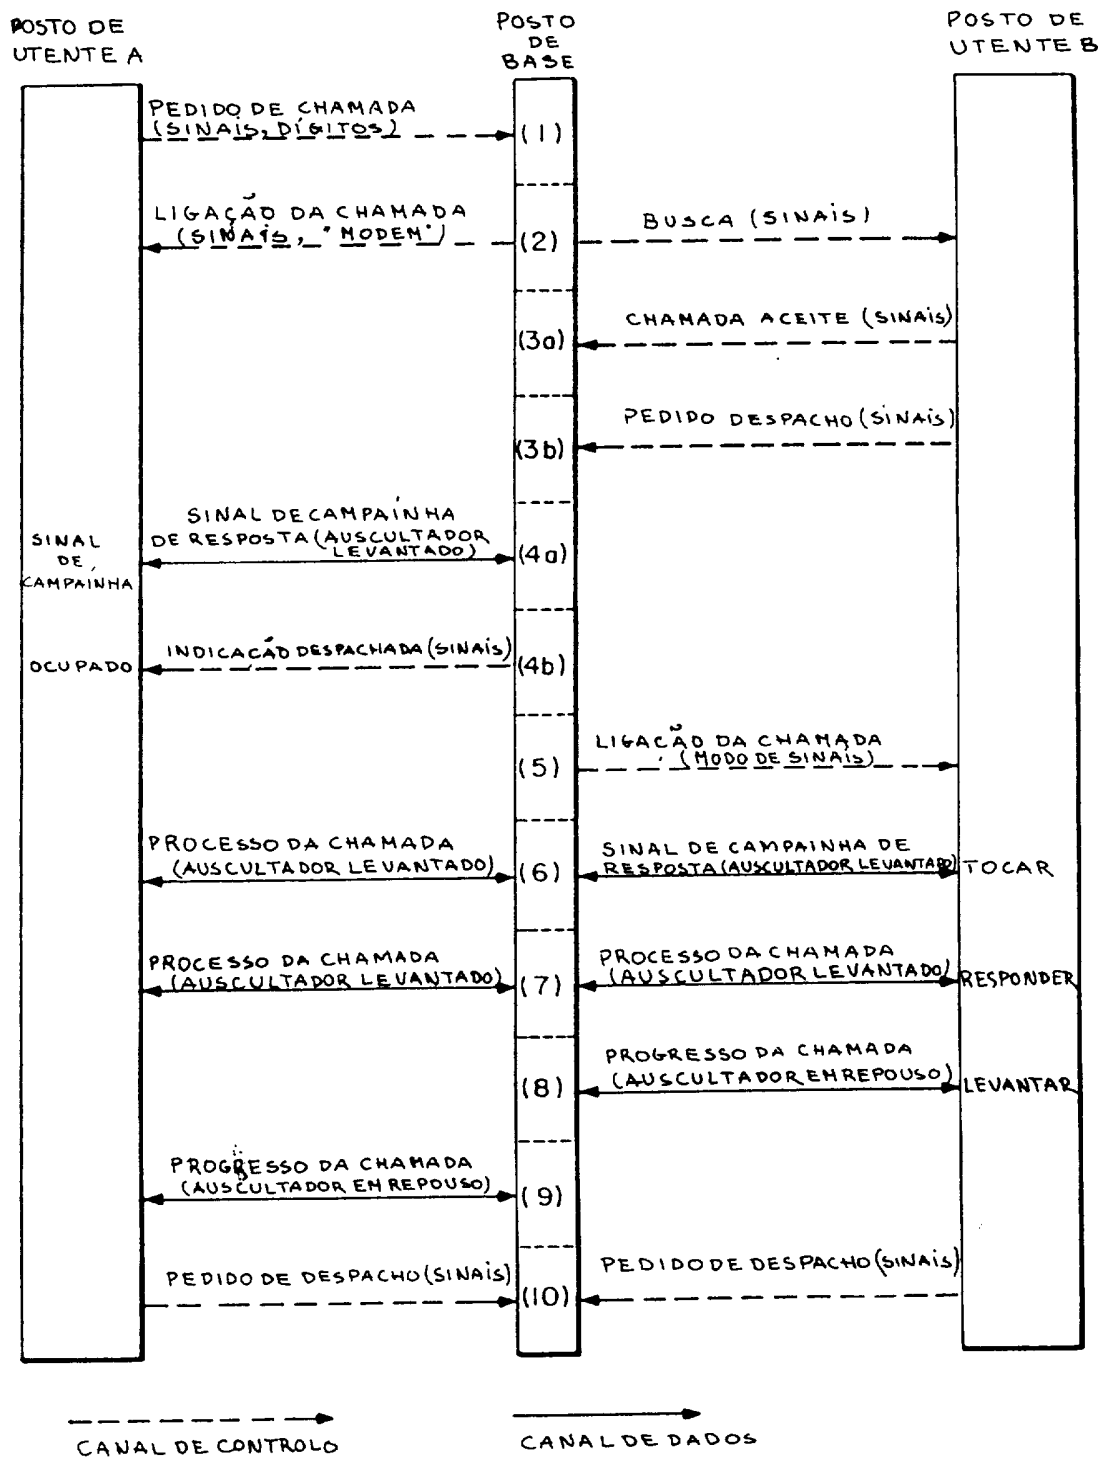 POSTO DE
UTENTE A
POSTO
DE
BASE
POSTO DE
UTENTE B
PEDIDO DE CHAMADA
(SINAIS, DÍGITOS)
(1)
LIGAÇÃO DA CHAMADA
(SINAIS, "MODEM")
(2)
BUSCA (SINAIS)
(3a)
CHAMADA ACEITE (SINAIS)
(3b)
PEDIDO DESPACHO (SINAIS)
SINAL
DE
CAMPAÍNHA
SINAL DE CAMPAÍNHA
DE RESPOSTA (AUSCULTADOR
LEVANTADO)
(4a)
OCUPADO
INDICAÇÃO DESPACHADA (SINAIS)
(4b)
(5)
LIGAÇÃO DA CHAMADA
(MODO DE SINAIS)
PROCESSO DA CHAMADA
(AUSCULTADOR LEVANTADO)
(6)
SINAL DE CAMPAINHA DE
RESPOSTA (AUSCULTADOR LEVANTADO)
TOCAR
PROCESSO DA CHAMADA
(AUSCULTADOR LEVANTADO)
(7)
PROCESSO DA CHAMADA
(AUSCULTADOR LEVANTADO)
RESPONDER
(8)
PROGRESSO DA CHAMADA
(AUSCULTADOR EM REPOUSO)
LEVANTAR
PROGRESSO DA CHAMADA
(AUSCULTADOR EM REPOUSO)
(9)
PEDIDO DE DESPACHO (SINAIS)
(10)
PEDIDO DE DESPACHO (SINAIS)
CANAL DE CONTROLO
CANAL DE DADOS